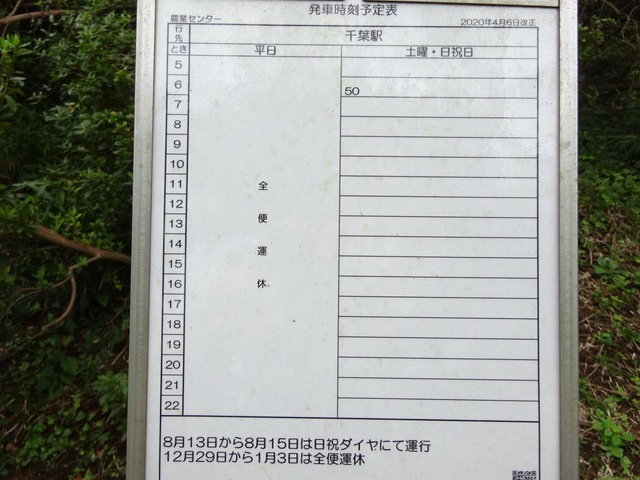 発車時刻予定表
農業センター 2020年4月6日改正
行先 千葉駅
とき 平日 土曜・日祝日
5
6 50
7
8
9
10
11
12
13
14
15
16
17
18
19
20
21
22
全便運休
8月13日から8月15日は日祝ダイヤにて運行
12月29日から1月3日は全便運休